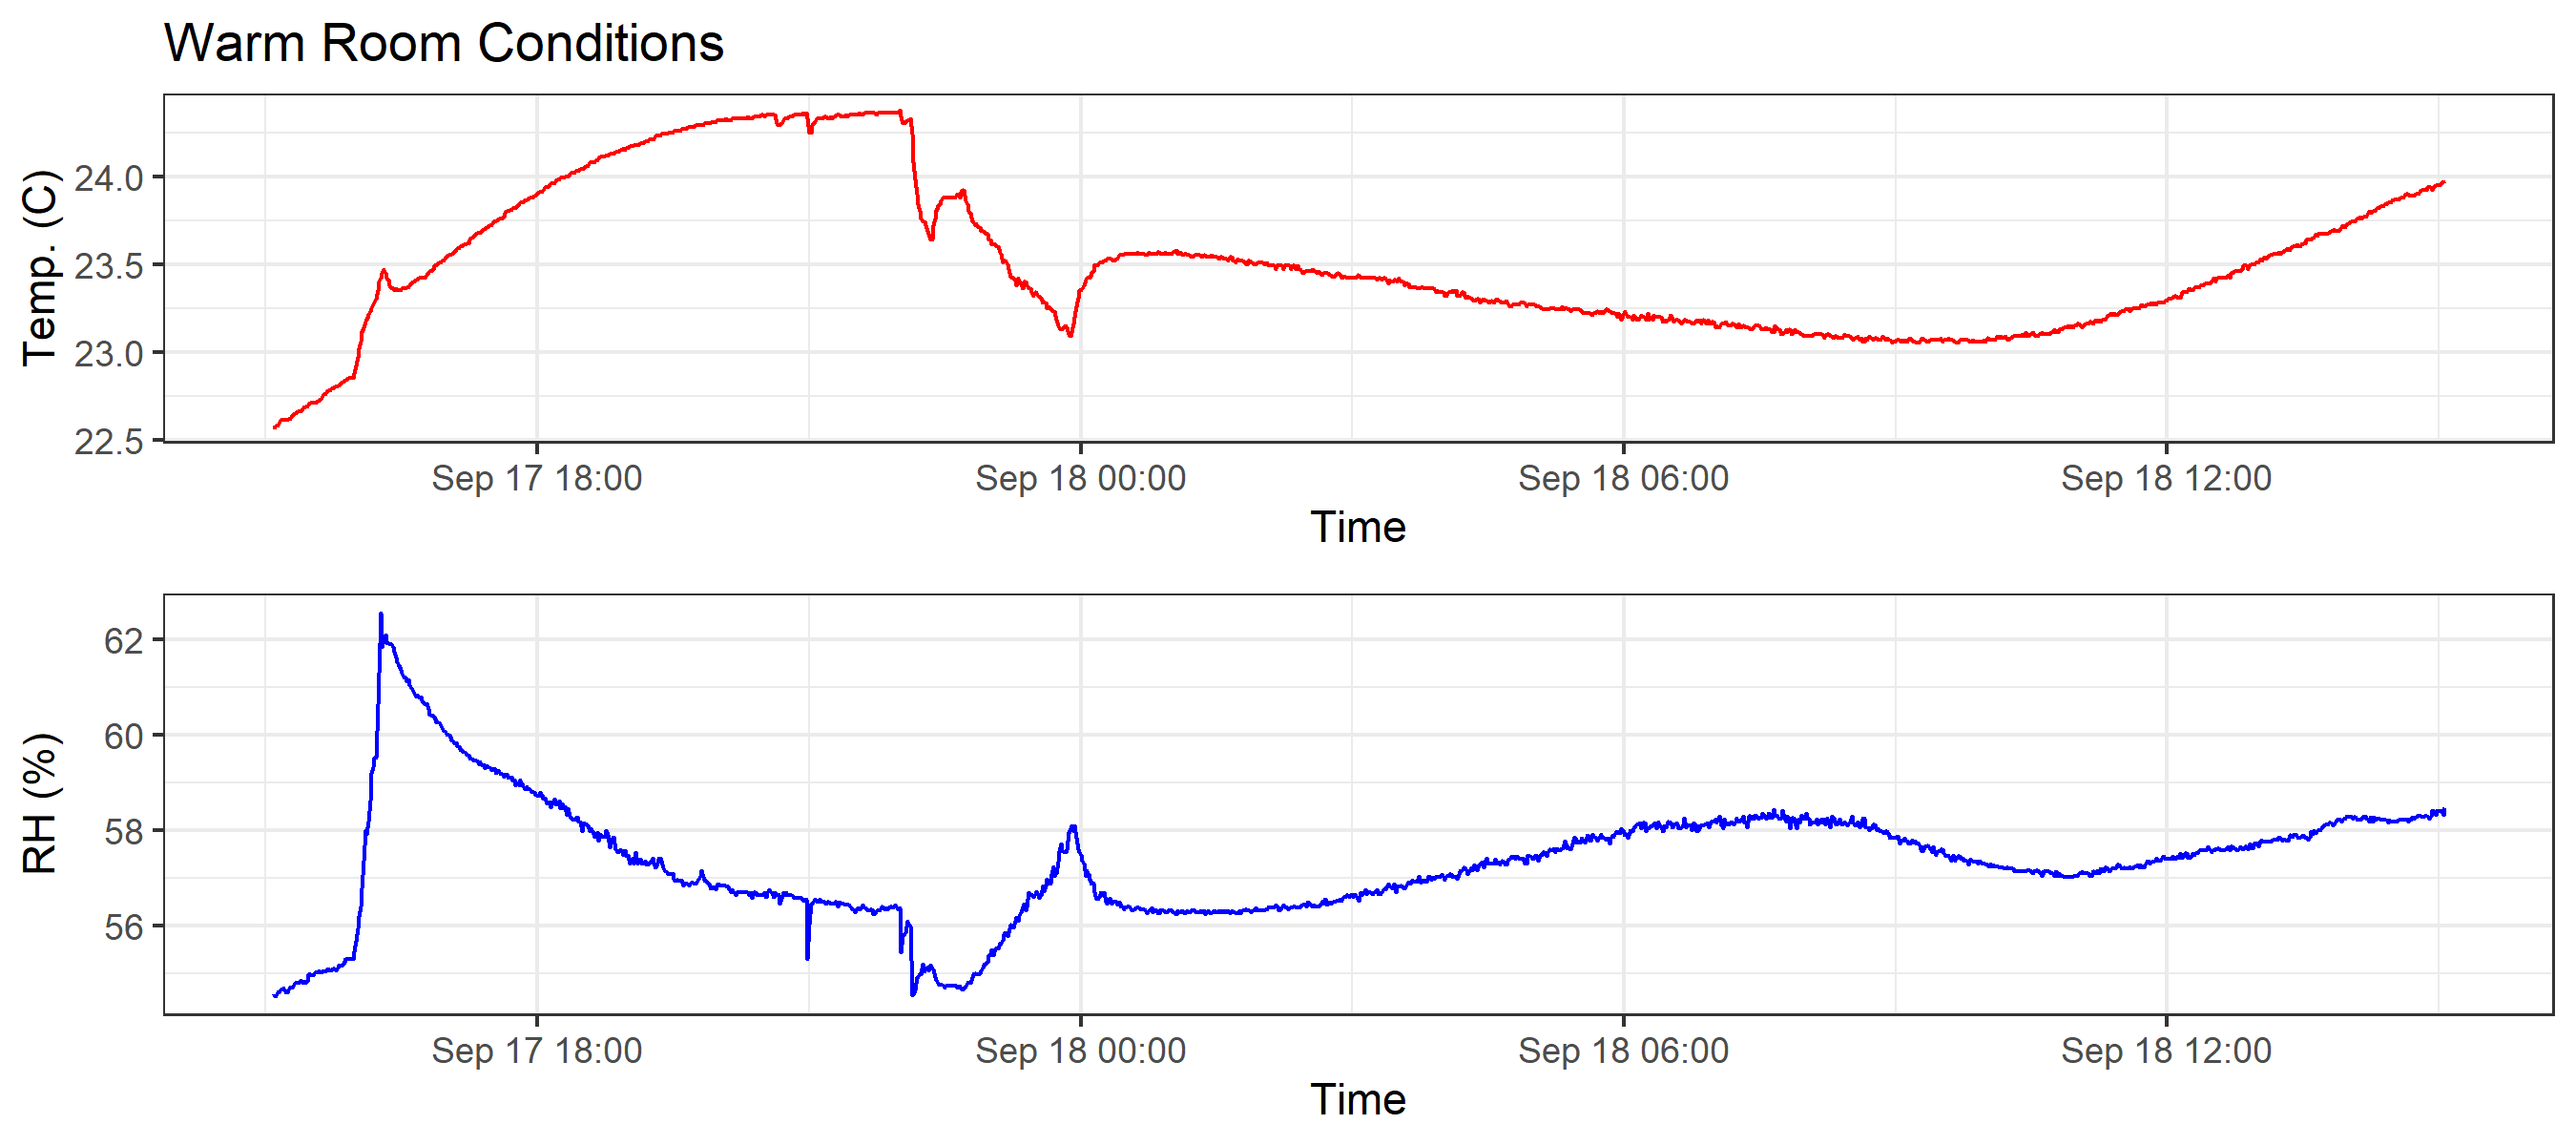 Warm Room Conditions
Temp. (C)
24.0
23.5
23.0
22.5
Sep 17 18:00 Sep 18 00:00 Sep 18 06:00 Sep 18 12:00
Time
RH (%)
62
60
58
56
Sep 17 18:00 Sep 18 00:00 Sep 18 06:00 Sep 18 12:00
Time